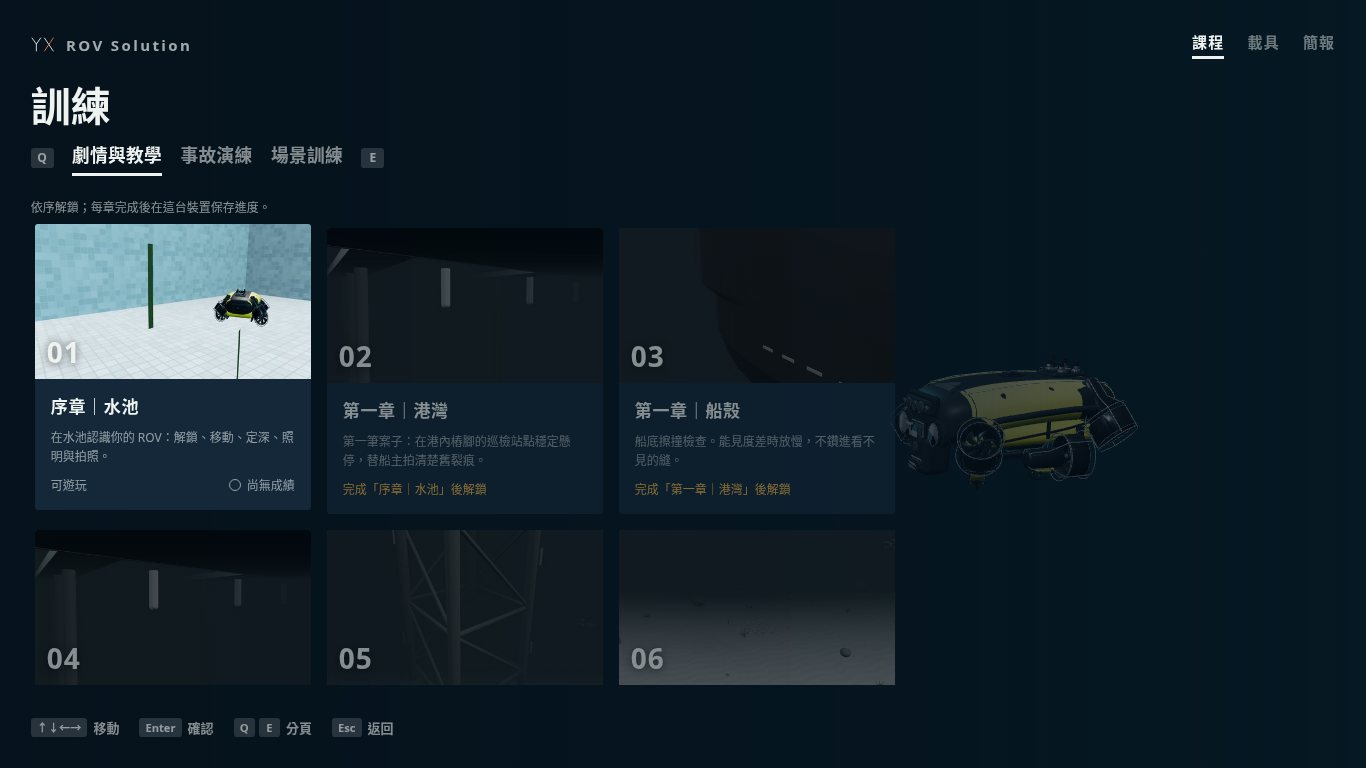 YX ROV Solution
課程 載具 簡報
訓練
Q 劇情與教學 事故演練 場景訓練 E
依序解鎖；每章完成後在這台裝置保存進度。
01
序章｜水池
在水池認識你的 ROV：解鎖、移動、定深、照
明與拍照。
可遊玩 尚無成績
02
第一章｜港灣
第一筆案子：在港內樁腳的巡檢站點穩定懸
停，替船主拍清楚舊裂痕。
完成「序章｜水池」後解鎖
03
第一章｜船殼
船底擦撞檢查。能見度差時放慢，不鑽進看不
見的縫。
完成「第一章｜港灣」後解鎖
04
05
06
↑↓←→ 移動 Enter 確認 Q E 分頁 Esc 返回